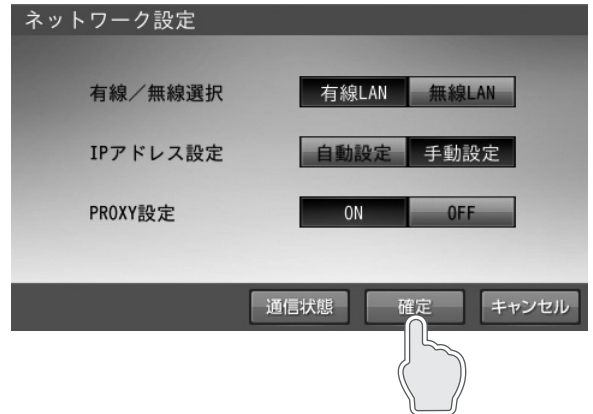 ネットワーク設定
有線／無線選択 有線LAN 無線LAN
IPアドレス設定 自動設定 手動設定
PROXY設定 ON OFF
通信状態 確定 キャンセル